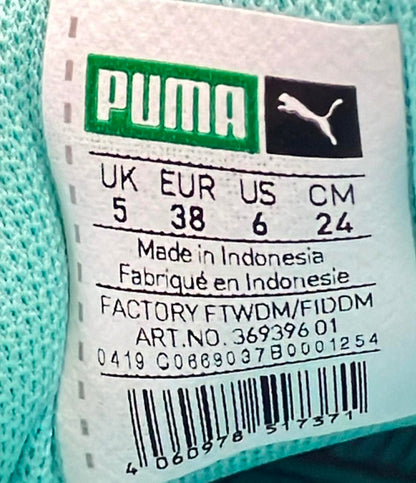 PUMA
UK EUR US CM
5 38 6 24
Made in Indonesia
Fabriqué en Indonesie
FACTORY FTWDM/FIDDM
ART.NO. 369396 01
0419 C0669037B0001254
4 060978 517371